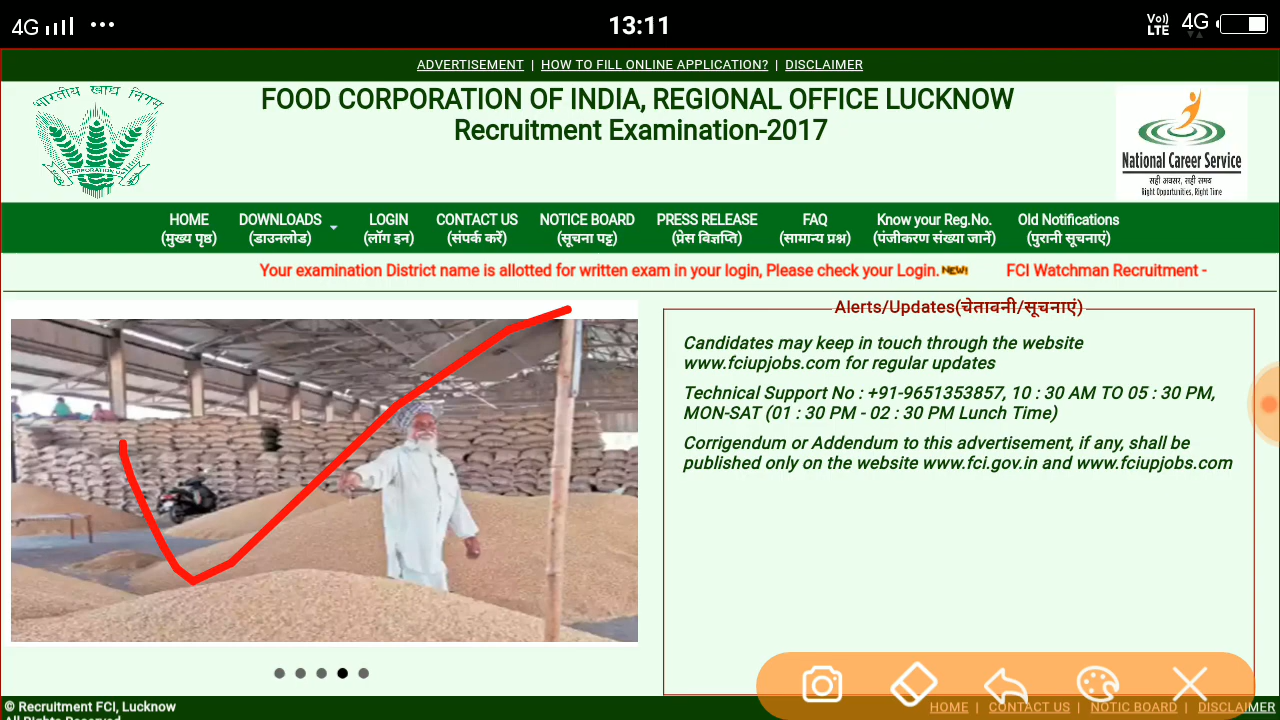 4G ••• 13:11 Vo)) LTE 4G
ADVERTISEMENT | HOW TO FILL ONLINE APPLICATION? | DISCLAIMER
भारतीय खाद्य निगम
FOOD CORPORATION OF INDIA, REGIONAL OFFICE LUCKNOW
Recruitment Examination-2017
National Career Service
सही अवसर, सही समय
Right Opportunities, Right Time
HOME DOWNLOADS LOGIN CONTACT US NOTICE BOARD PRESS RELEASE FAQ Know your Reg.No. Old Notifications
(मुख्य पृष्ठ) (डाउनलोड) (लॉग इन) (संपर्क करें) (सूचना पट्ट) (प्रेस विज्ञप्ति) (सामान्य प्रश्न) (पंजीकरण संख्या जानें) (पुरानी सूचनाएं)
Your examination District name is allotted for written exam in your login, Please check your Login. NEW! FCI Watchman Recruitment -
Alerts/Updates(चेतावनी/सूचनाएं)
Candidates may keep in touch through the website
www.fciupjobs.com for regular updates
Technical Support No : +91-9651353857, 10 : 30 AM TO 05 : 30 PM,
MON-SAT (01 : 30 PM - 02 : 30 PM Lunch Time)
Corrigendum or Addendum to this advertisement, if any, shall be
published only on the website www.fci.gov.in and www.fciupjobs.com
© Recruitment FCI, Lucknow
All Rights Reserved
HOME | CONTACT US | NOTIC BOARD | DISCLAIMER